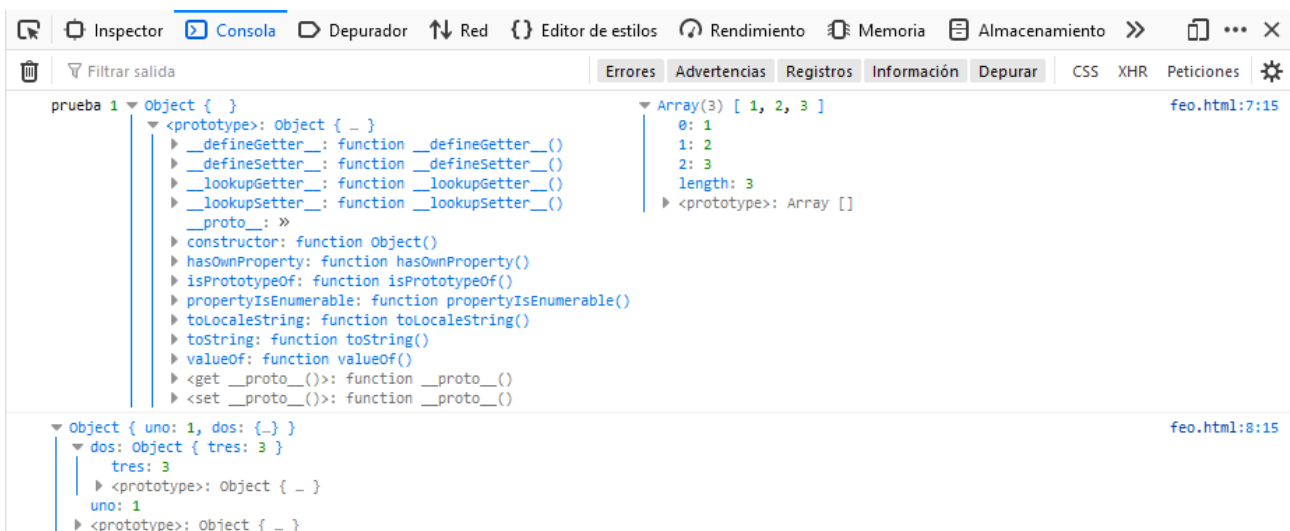 Inspector Consola Depurador Red {} Editor de estilos Rendimiento Memoria Almacenamiento »
Filtrar salida Errores Advertencias Registros Información Depurar CSS XHR Peticiones
prueba 1 Object { } Array(3) [ 1, 2, 3 ] feo.html:7:15
<prototype>: Object { … } 0: 1
__defineGetter__: function __defineGetter__() 1: 2
__defineSetter__: function __defineSetter__() 2: 3
__lookupGetter__: function __lookupGetter__() length: 3
__lookupSetter__: function __lookupSetter__() <prototype>: Array []
__proto__: »
constructor: function Object()
hasOwnProperty: function hasOwnProperty()
isPrototypeOf: function isPrototypeOf()
propertyIsEnumerable: function propertyIsEnumerable()
toLocaleString: function toLocaleString()
toString: function toString()
valueOf: function valueOf()
<get __proto__()>: function __proto__()
<set __proto__()>: function __proto__()
Object { uno: 1, dos: {…} } feo.html:8:15
dos: Object { tres: 3 }
tres: 3
<prototype>: Object { … }
uno: 1
<prototype>: Object { … }